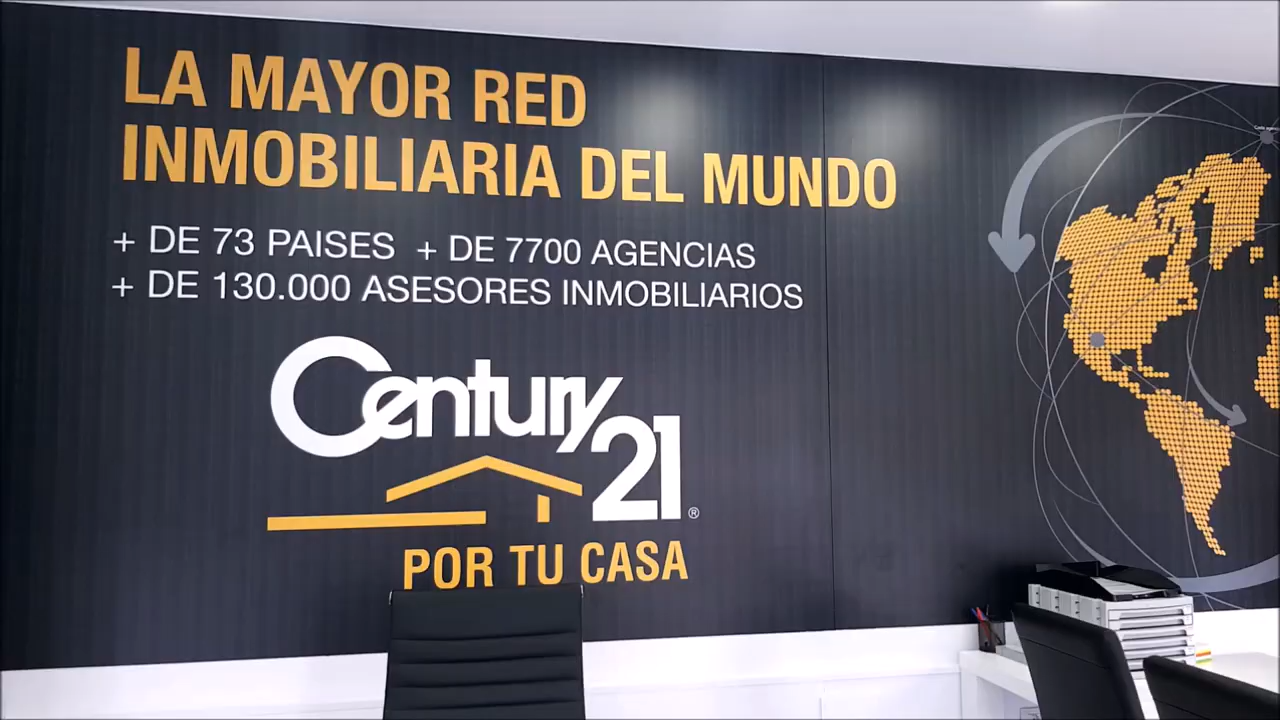 LA MAYOR RED
INMOBILIARIA DEL MUNDO
+ DE 73 PAISES + DE 7700 AGENCIAS
+ DE 130.000 ASESORES INMOBILIARIOS
Century
21®
POR TU CASA